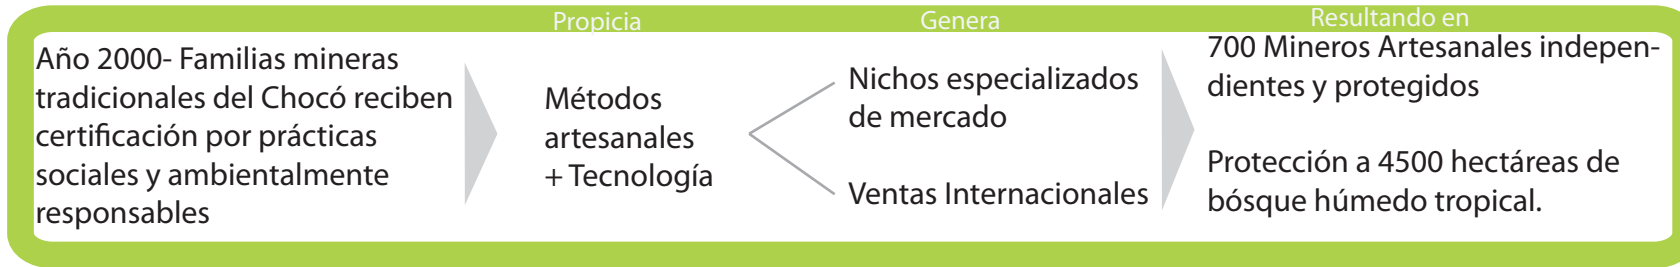 Propicia
Genera
Resultando en
Año 2000- Familias mineras
tradicionales del Chocó reciben
certificación por prácticas
sociales y ambientalmente
responsables
Métodos
artesanales
+ Tecnología
Nichos especializados
de mercado
Ventas Internacionales
700 Mineros Artesanales indepen-
dientes y protegidos
Protección a 4500 hectáreas de
bósque húmedo tropical.